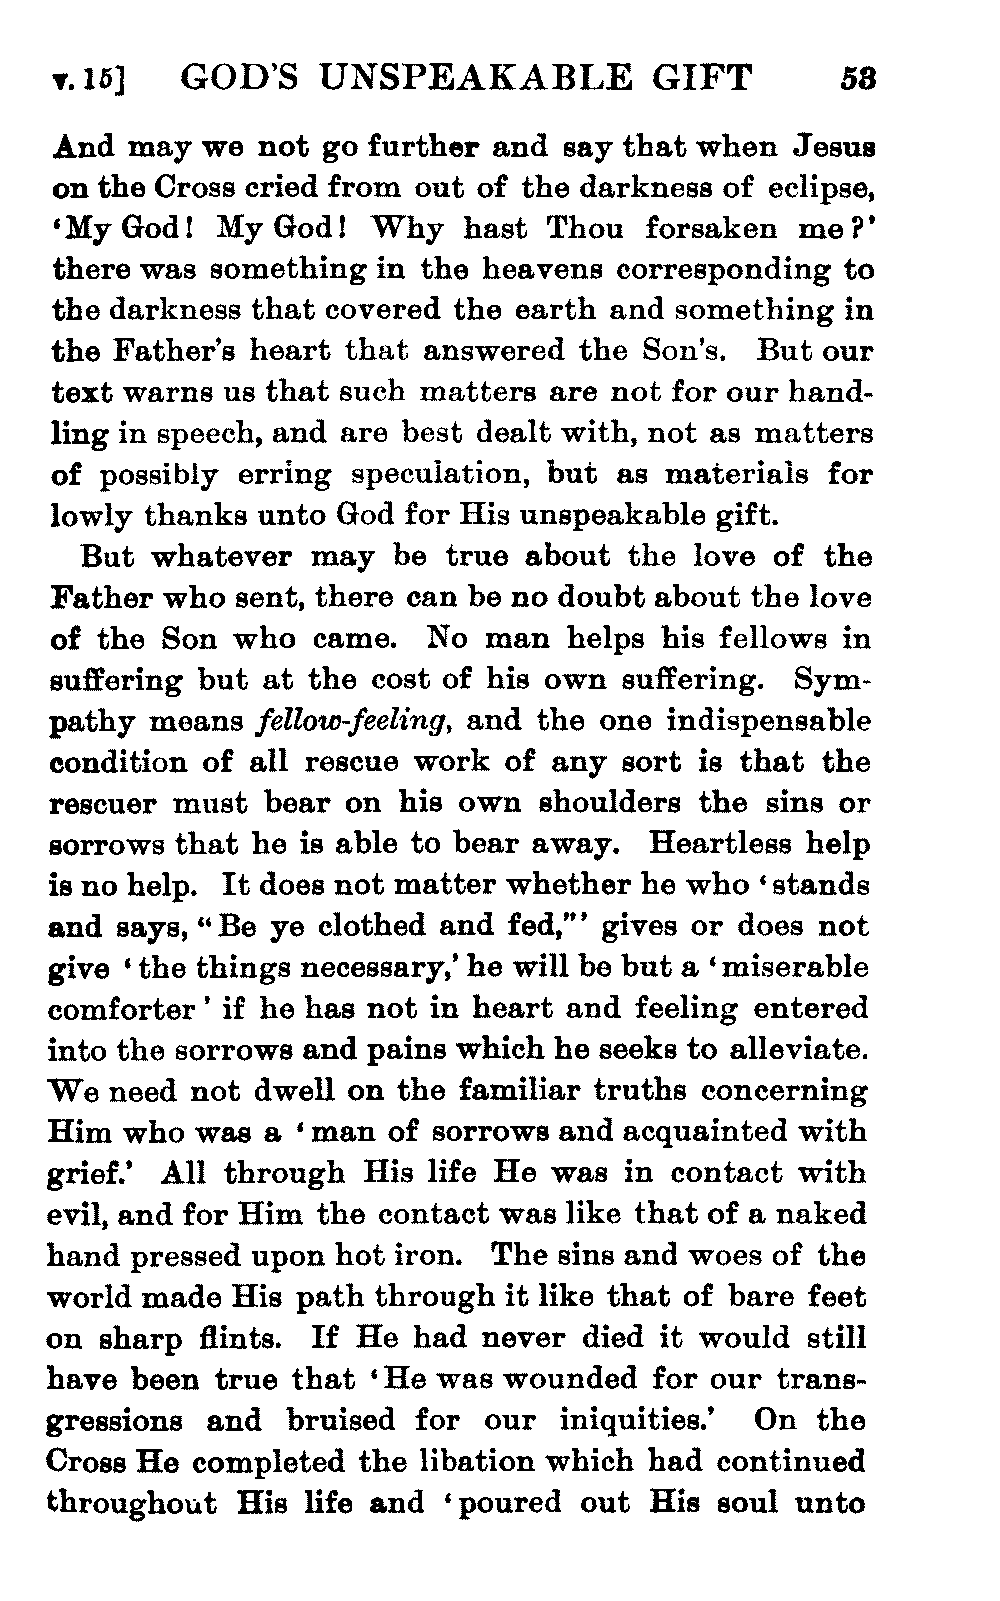 v. 15] GOD'S UNSPEAKABLE GIFT 53
And may we not go further and say that when Jesus
on the Cross cried from out of the darkness of eclipse,
‘My God! My God! Why hast Thou forsaken me?’
there was something in the heavens corresponding to
the darkness that covered the earth and something in
the Father's heart that answered the Son's. But our
text warns us that such matters are not for our hand-
ling in speech, and are best dealt with, not as matters
of possibly erring speculation, but as materials for
lowly thanks unto God for His unspeakable gift.
But whatever may be true about the love of the
Father who sent, there can be no doubt about the love
of the Son who came. No man helps his fellows in
suffering but at the cost of his own suffering. Sym-
pathy means fellow-feeling, and the one indispensable
condition of all rescue work of any sort is that the
rescuer must bear on his own shoulders the sins or
sorrows that he is able to bear away. Heartless help
is no help. It does not matter whether he who ‘stands
and says, “Be ye clothed and fed,”’ gives or does not
give ‘the things necessary,’ he will be but a ‘miserable
comforter’ if he has not in heart and feeling entered
into the sorrows and pains which he seeks to alleviate.
We need not dwell on the familiar truths concerning
Him who was a ‘man of sorrows and acquainted with
grief.’ All through His life He was in contact with
evil, and for Him the contact was like that of a naked
hand pressed upon hot iron. The sins and woes of the
world made His path through it like that of bare feet
on sharp flints. If He had never died it would still
have been true that ‘He was wounded for our trans-
gressions and bruised for our iniquities.’ On the
Cross He completed the libation which had continued
throughout His life and ‘poured out His soul unto